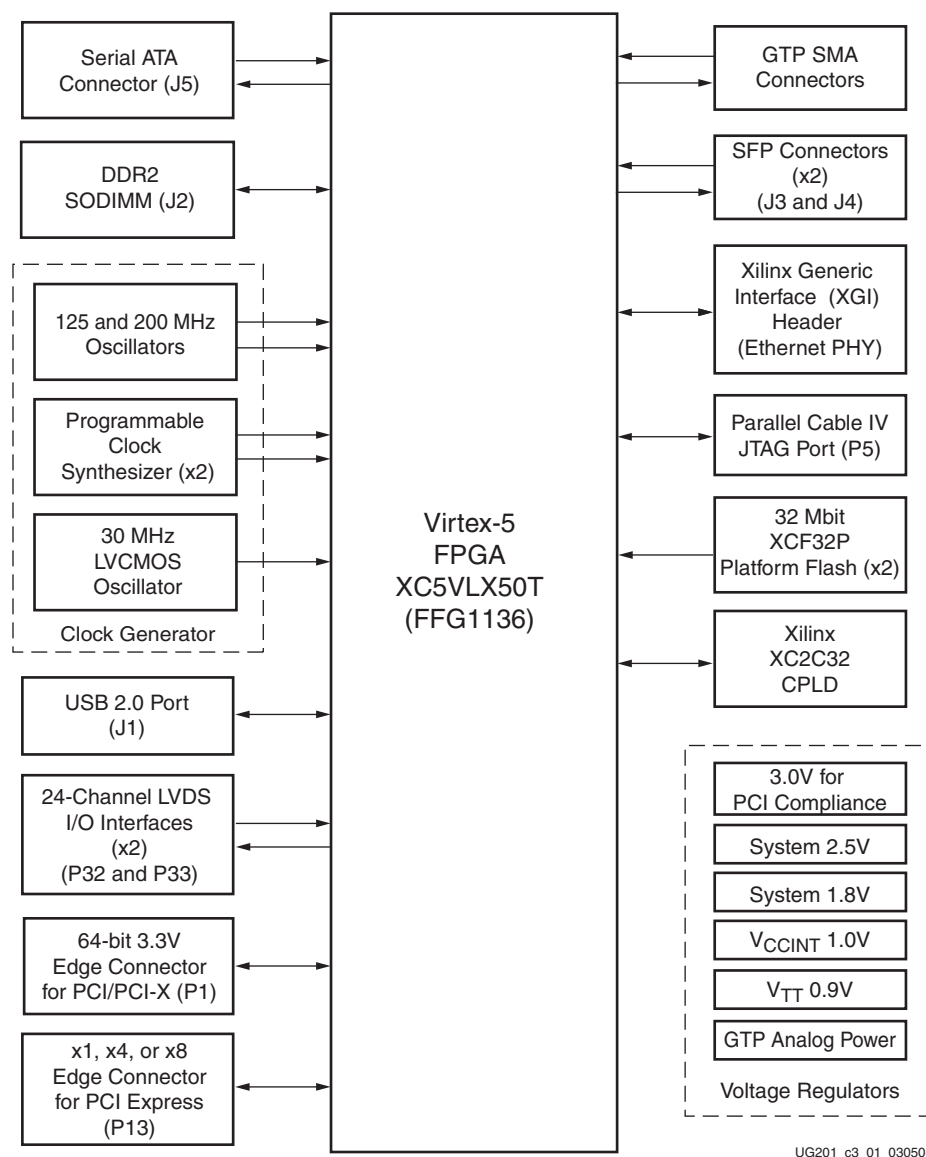 Serial ATA
Connector (J5)
DDR2
SODIMM (J2)
125 and 200 MHz
Oscillators
Programmable
Clock
Synthesizer (x2)
30 MHz
LVCMOS
Oscillator
Clock Generator
USB 2.0 Port
(J1)
24-Channel LVDS
I/O Interfaces
(x2)
(P32 and P33)
64-bit 3.3V
Edge Connector
for PCI/PCI-X (P1)
x1, x4, or x8
Edge Connector
for PCI Express
(P13)
Virtex-5
FPGA
XC5VLX50T
(FFG1136)
GTP SMA
Connectors
SFP Connectors
(x2)
(J3 and J4)
Xilinx Generic
Interface (XGI)
Header
(Ethernet PHY)
Parallel Cable IV
JTAG Port (P5)
32 Mbit
XCF32P
Platform Flash (x2)
Xilinx
XC2C32
CPLD
3.0V for
PCI Compliance
System 2.5V
System 1.8V
VCCINT 1.0V
VTT 0.9V
GTP Analog Power
Voltage Regulators
UG201_c3_01_03050